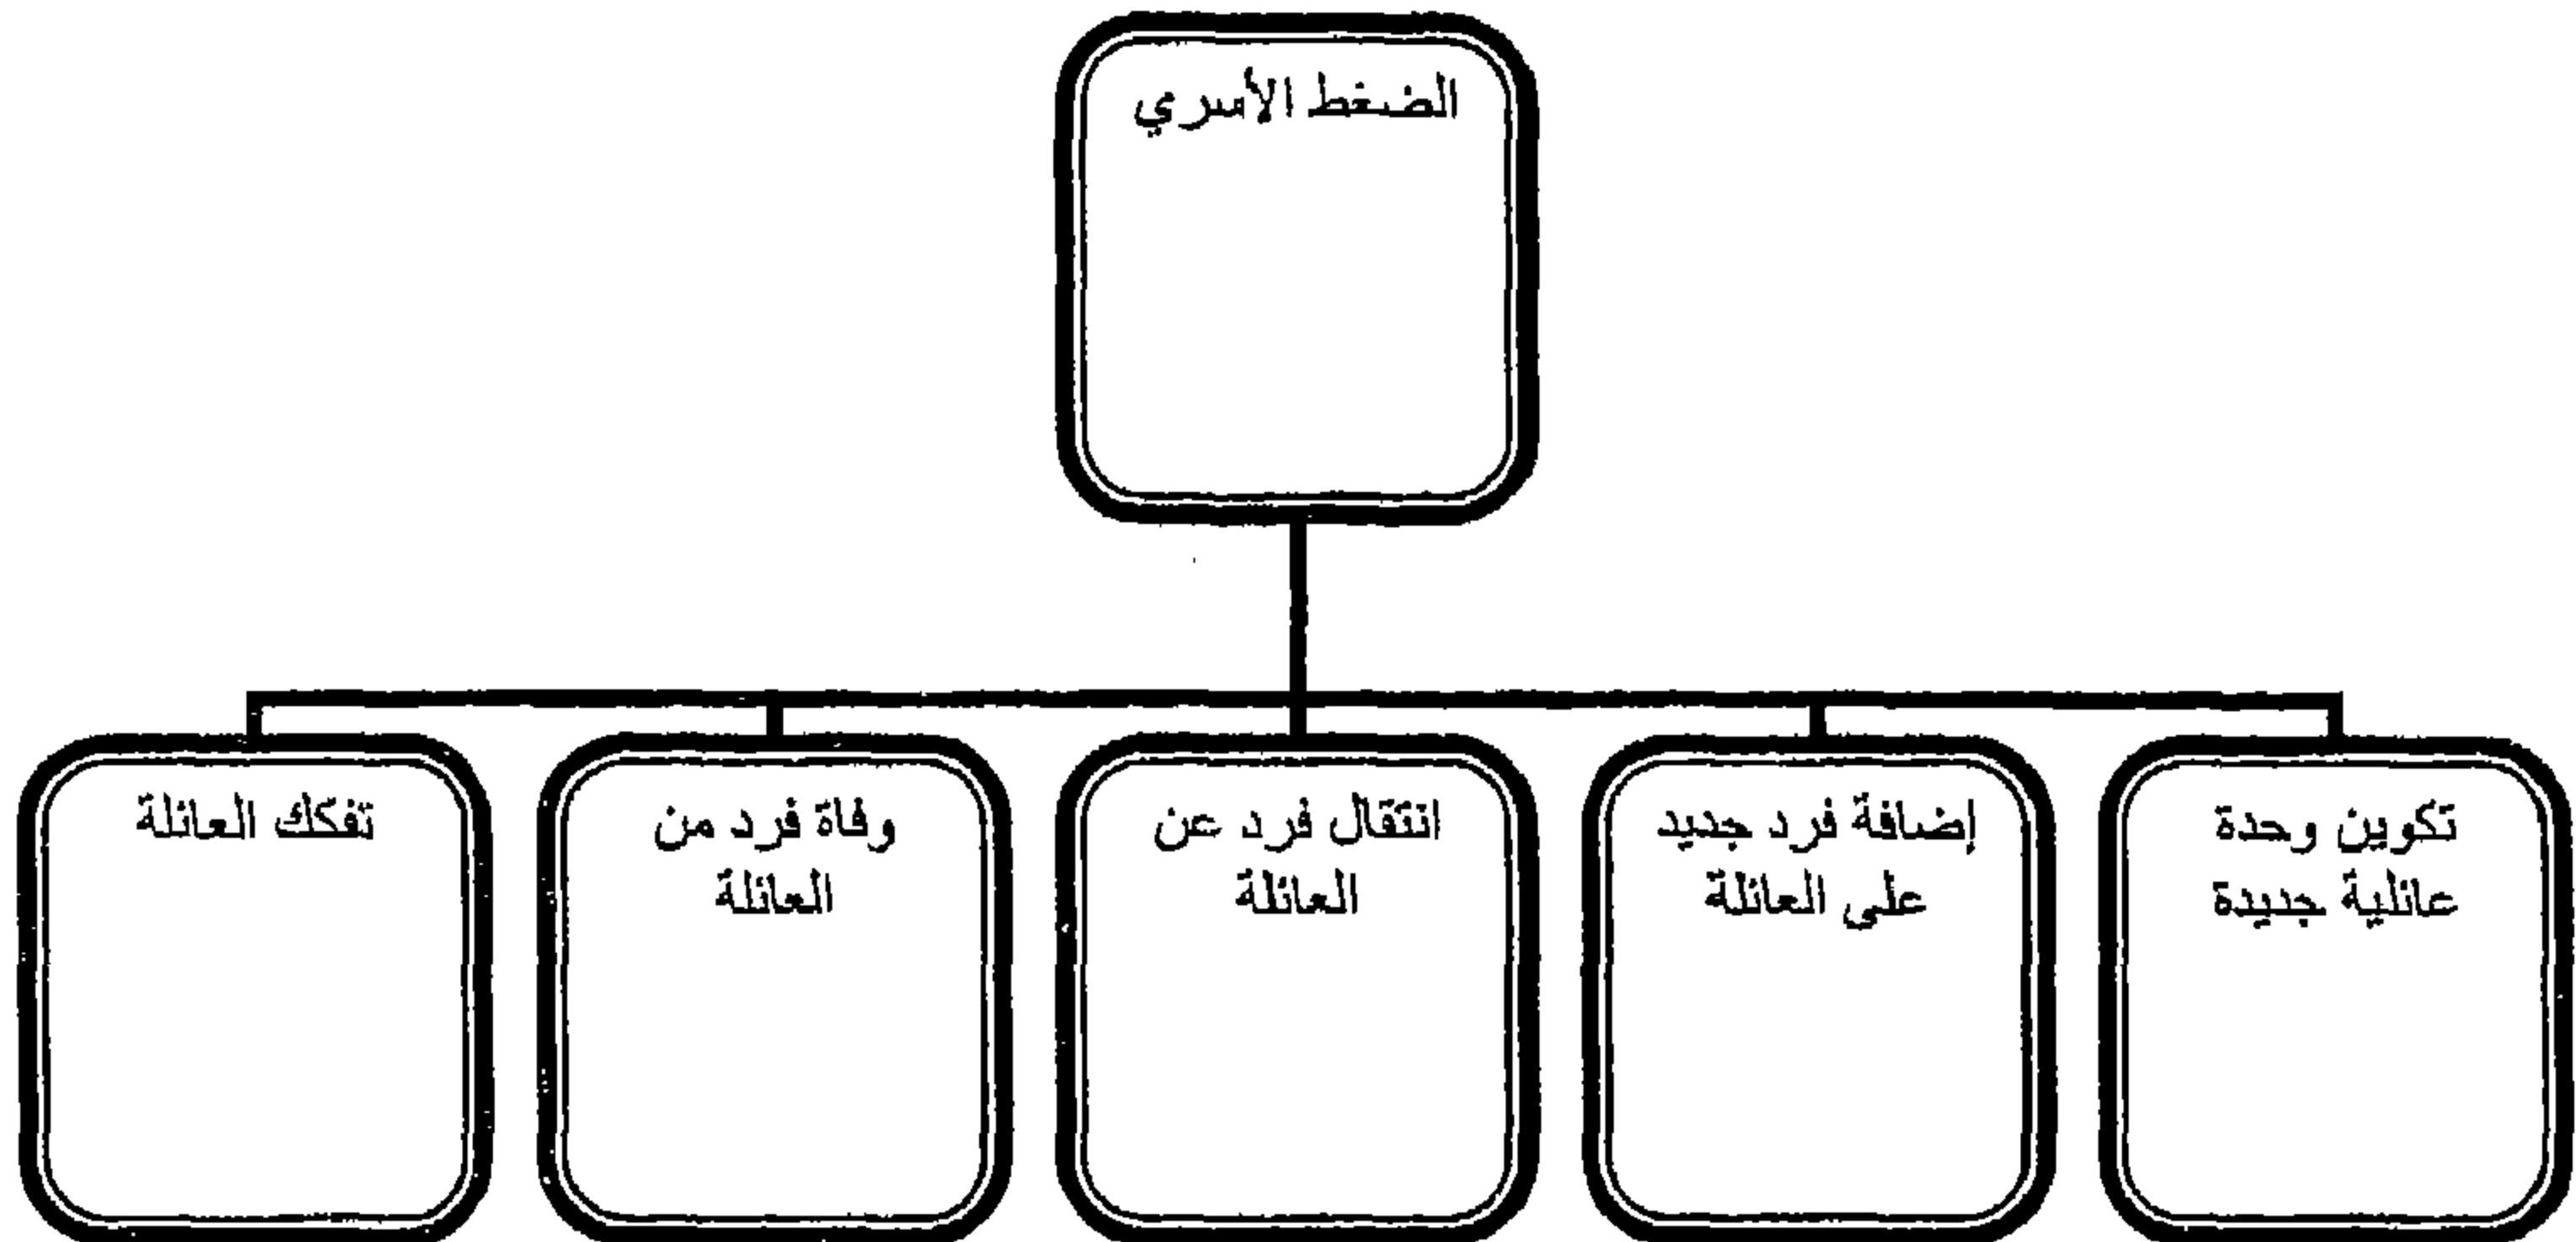 الضغط الأسري
تكوين وحدة
عائلية جديدة
إضافة فرد جديد
على العائلة
انتقال فرد عن
العائلة
وفاة فرد من
العائلة
تفكك العائلة